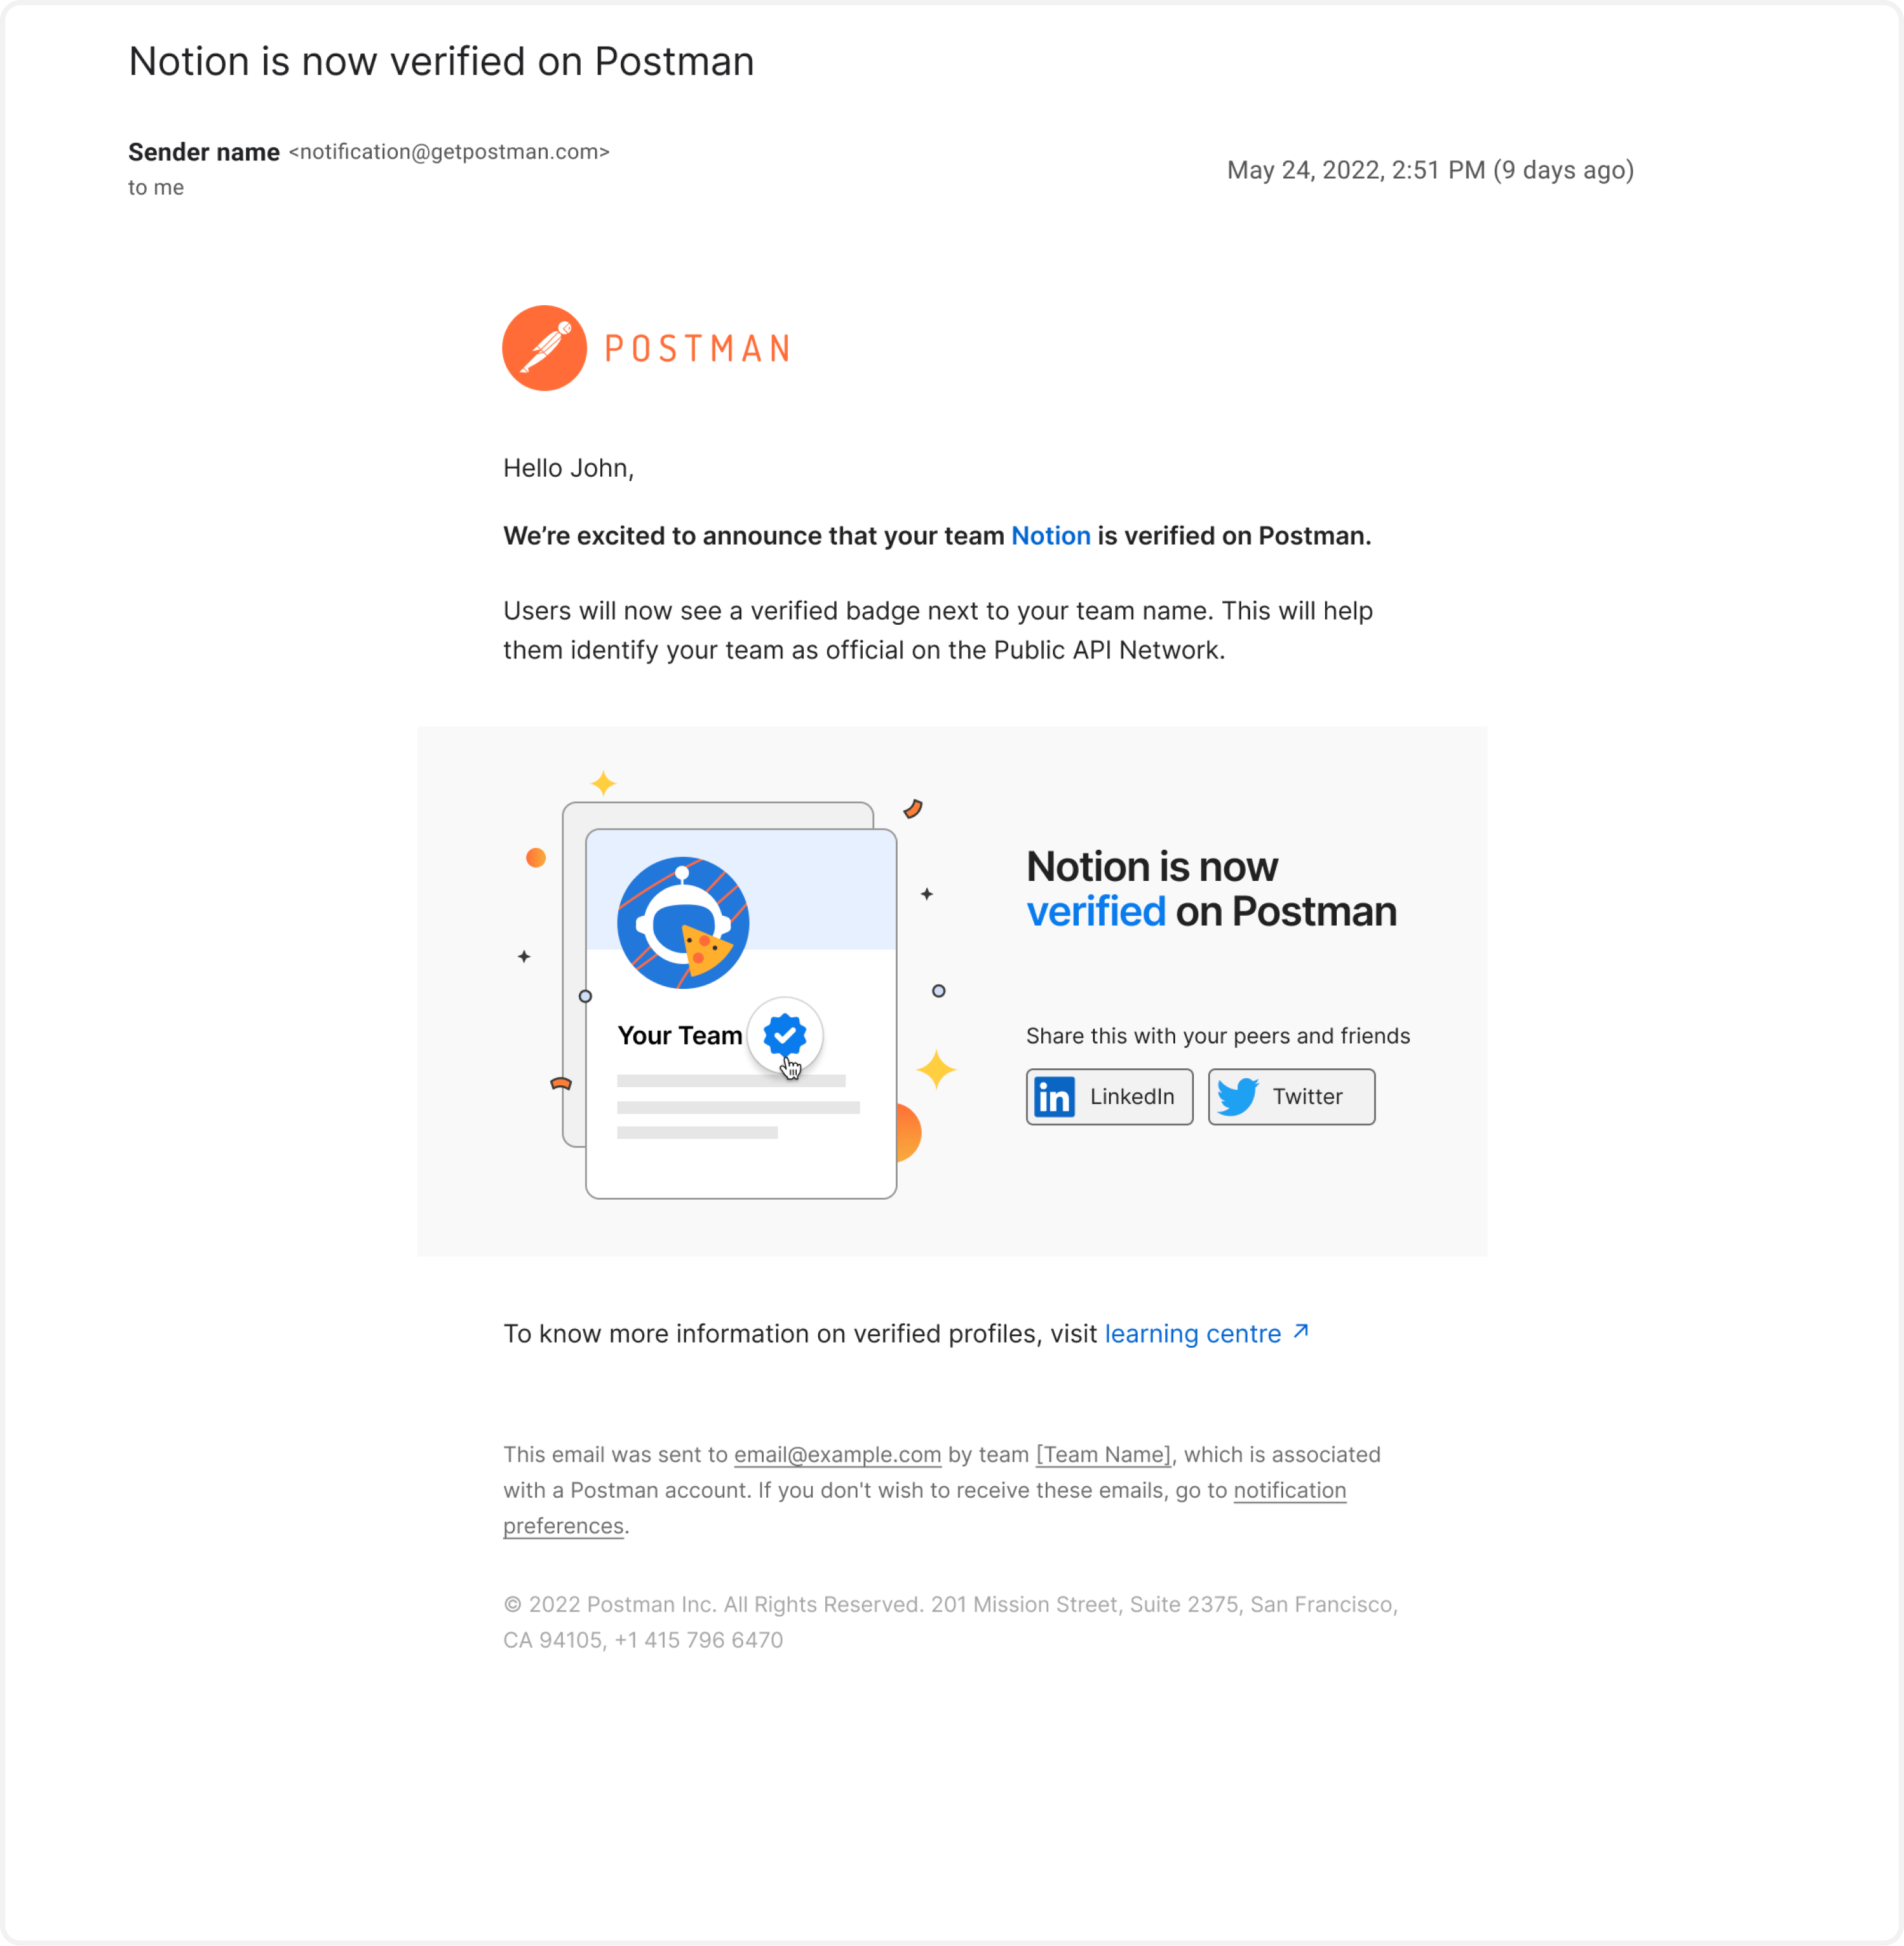 Notion is now verified on Postman
Sender name <notification@getpostman.com>
to me
May 24, 2022, 2:51 PM (9 days ago)
POSTMAN
Hello John,
We’re excited to announce that your team Notion is verified on Postman.
Users will now see a verified badge next to your team name. This will help
them identify your team as official on the Public API Network.
Your Team
Notion is now
verified on Postman
Share this with your peers and friends
in LinkedIn
Twitter
To know more information on verified profiles, visit learning centre ↗
This email was sent to email@example.com by team [Team Name], which is associated
with a Postman account. If you don't wish to receive these emails, go to notification
preferences.
© 2022 Postman Inc. All Rights Reserved. 201 Mission Street, Suite 2375, San Francisco,
CA 94105, +1 415 796 6470